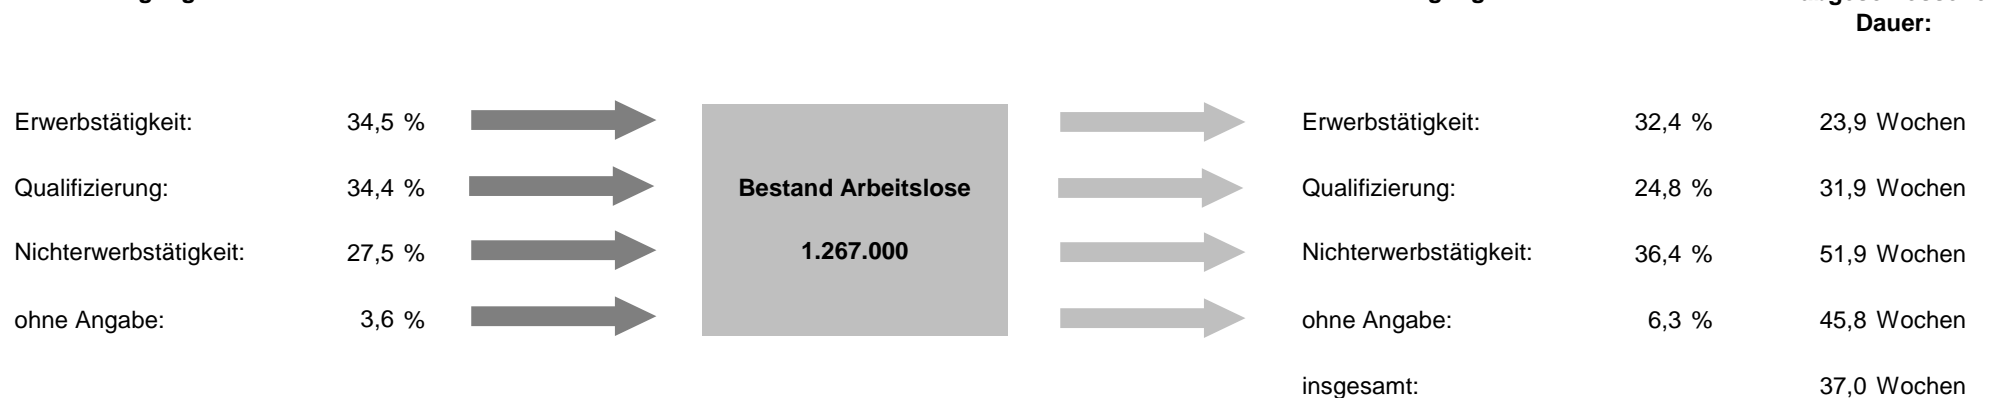 Dauer:
Erwerbstätigkeit: 34,5 % Erwerbstätigkeit: 32,4 % 23,9 Wochen
Qualifizierung: 34,4 % Bestand Arbeitslose Qualifizierung: 24,8 % 31,9 Wochen
Nichterwerbstätigkeit: 27,5 % 1.267.000 Nichterwerbstätigkeit: 36,4 % 51,9 Wochen
ohne Angabe: 3,6 % ohne Angabe: 6,3 % 45,8 Wochen
insgesamt: 37,0 Wochen